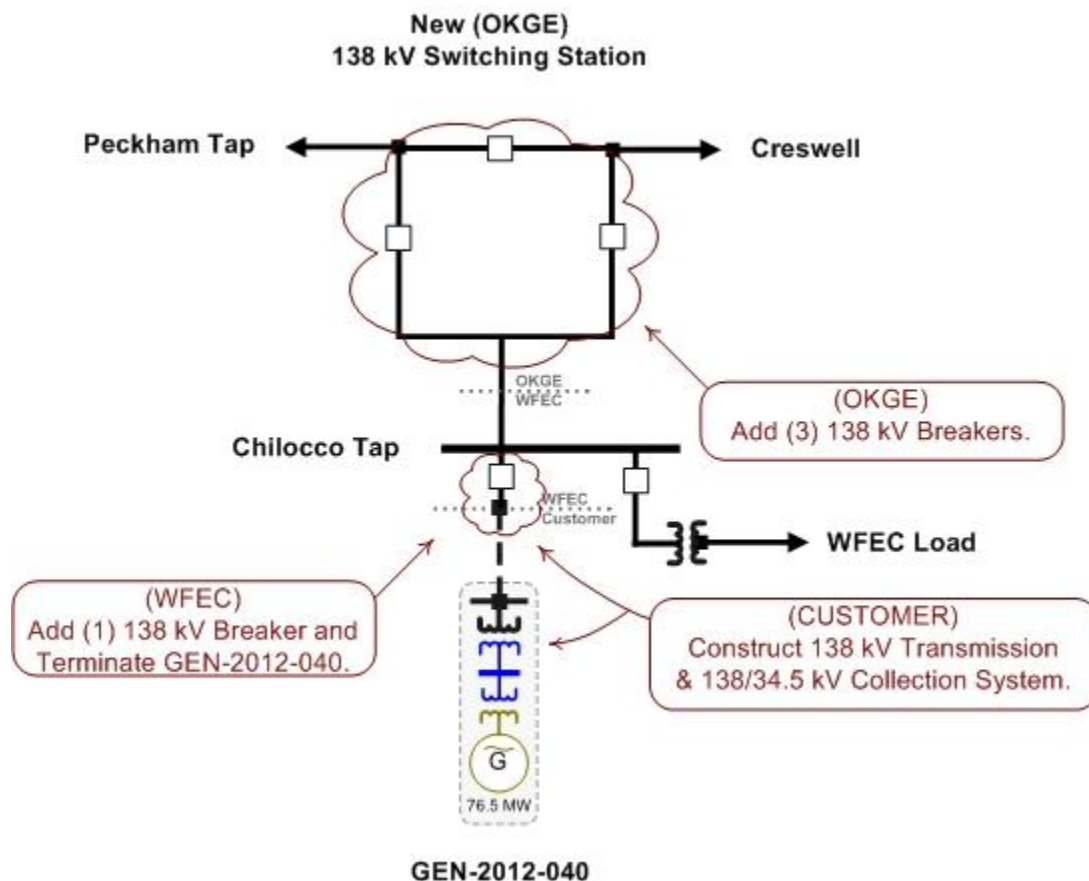 New (OKGE)
138 kV Switching Station
Peckham Tap
Creswell
OKGE
WFEC
(OKGE)
Add (3) 138 kV Breakers.
Chilocco Tap
WFEC
Customer
WFEC Load
(WFEC)
Add (1) 138 kV Breaker and
Terminate GEN-2012-040.
(CUSTOMER)
Construct 138 kV Transmission
& 138/34.5 kV Collection System.
G
76.5 MW
GEN-2012-040